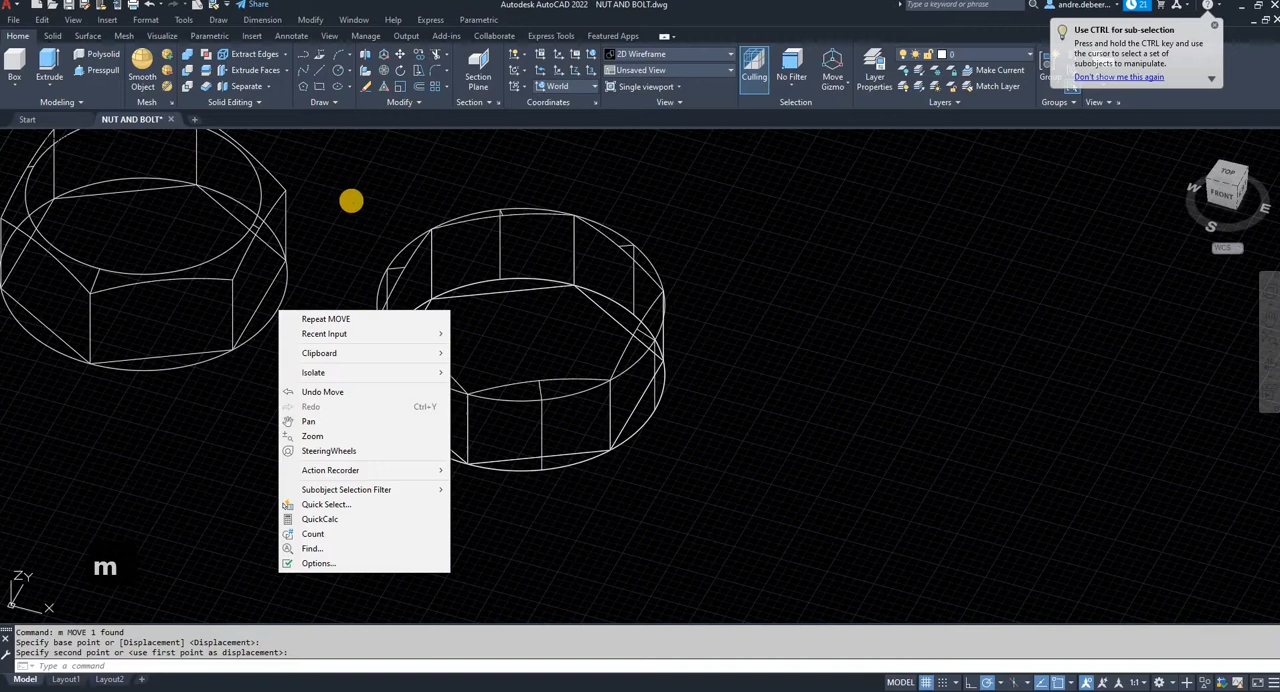 Share
Autodesk AutoCAD 2022 NUT AND BOLT.dwg
Type a keyword or phrase
andre.debeer...
21
File Edit View Insert Format Tools Draw Dimension Modify Window Help Express Parametric
Home Solid Surface Mesh Visualize Parametric Insert Annotate View Manage Output Add-ins Collaborate Express Tools Featured Apps
Use CTRL for sub-selection
Press and hold the CTRL key and use
the cursor to select a set of
subobjects to manipulate.
Don't show me this again
Box
Extrude
Polysolid
Presspull
Smooth
Object
Extract Edges
Extrude Faces
Separate
World
Section
Plane
2D Wireframe
Unsaved View
Single viewport
Culling
No Filter
Move
Gizmo
Layer
Properties
0
Make Current
Match Layer
Group
Modeling Mesh Solid Editing Draw Modify Section Coordinates View Selection Layers Groups View
Start NUT AND BOLT*
TOP
FRONT
W
E
S
WCS
Repeat MOVE
Recent Input
Clipboard
Isolate
Undo Move
Redo Ctrl+Y
Pan
Zoom
SteeringWheels
Action Recorder
Subobject Selection Filter
Quick Select...
QuickCalc
Count
Find...
Options...
m
Z Y
X
Command: m MOVE 1 found
Specify base point or [Displacement] <Displacement>:
Specify second point or <use first point as displacement>:
Type a command
Model Layout1 Layout2
MODEL
1:1